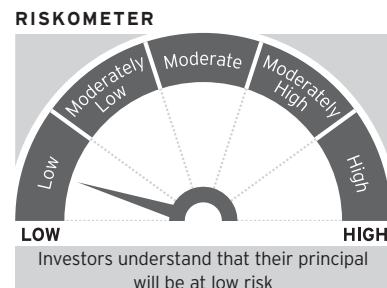 RISKOMETER
Moderate
Moderately
Low
Moderately
High
Low
High
LOW
HIGH
Investors understand that their principal
will be at low risk